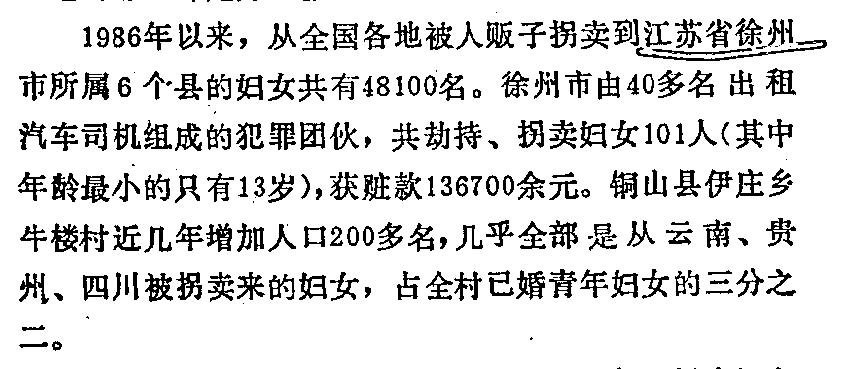 1986年以来，从全国各地被人贩子拐卖到江苏省徐州
市所属6个县的妇女共有48100名。徐州市由40多名出租
汽车司机组成的犯罪团伙，共劫持、拐卖妇女101人(其中
年龄最小的只有13岁)，获赃款136700余元。铜山县伊庄乡
牛楼村近几年增加人口200多名，几乎全部是从云南、贵
州、四川被拐卖来的妇女，占全村已婚青年妇女的三分之
二。